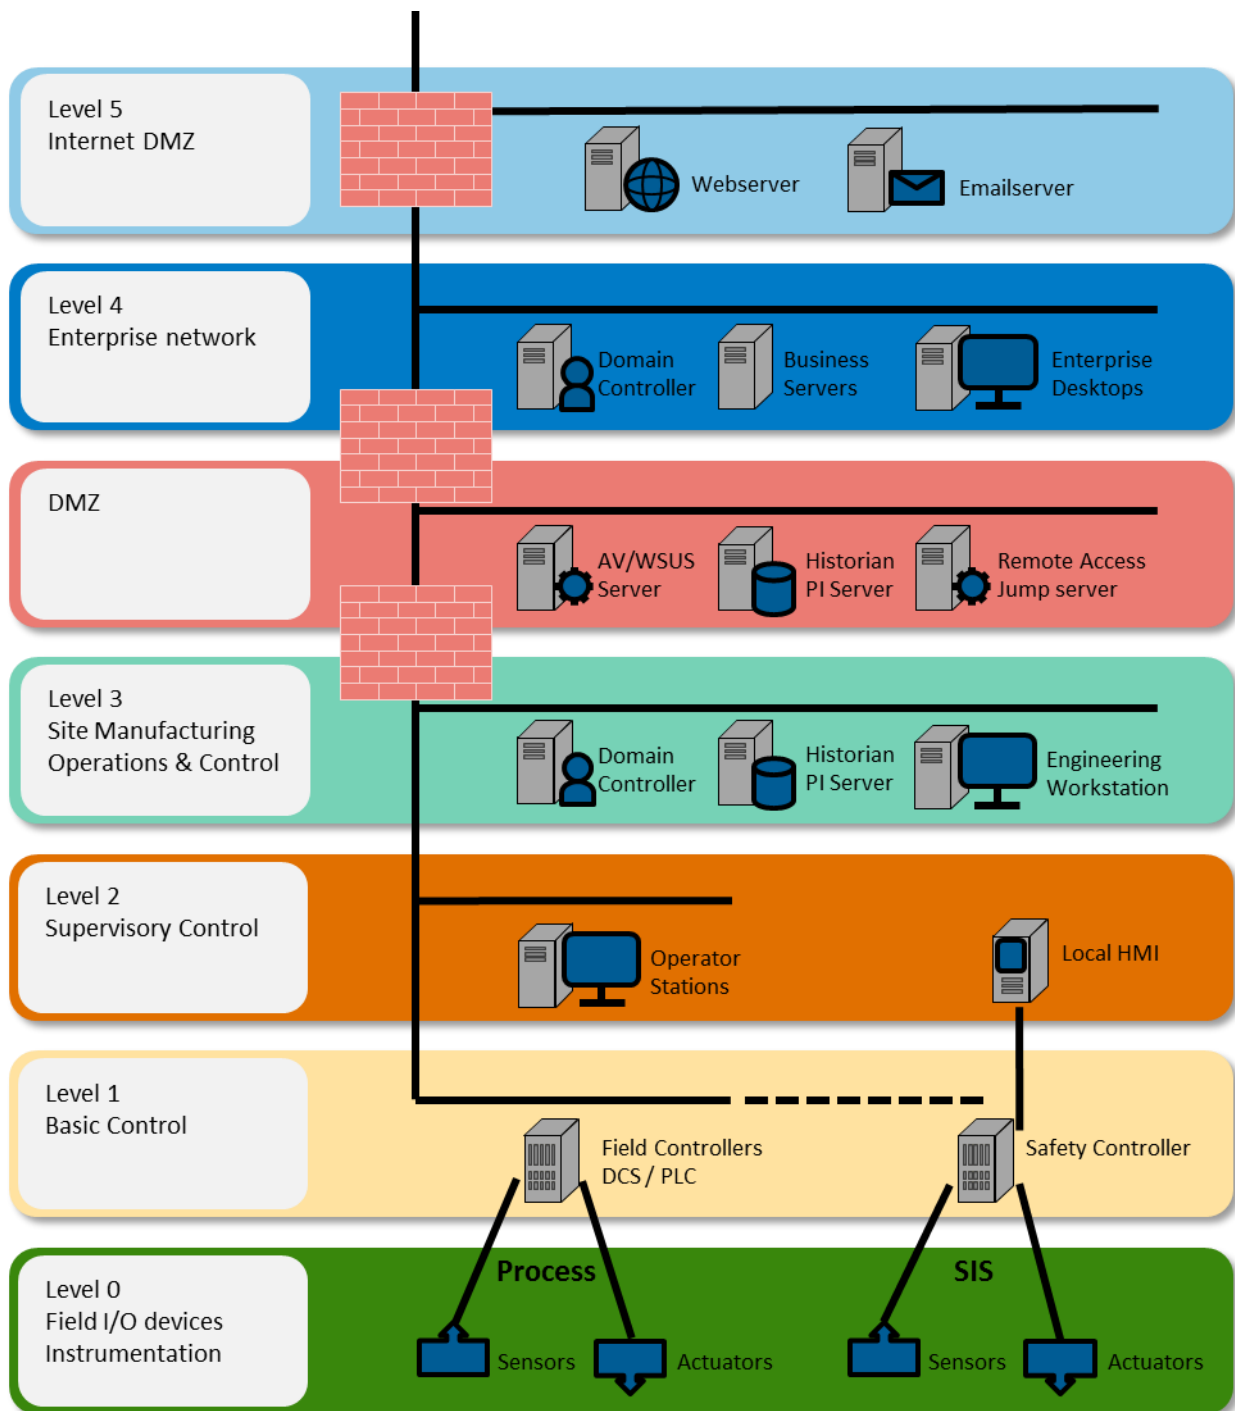 Level 5
Internet DMZ
Webserver
Emailserver
Level 4
Enterprise network
Domain
Controller
Business
Servers
Enterprise
Desktops
DMZ
AV/WSUS
Server
Historian
PI Server
Remote Access
Jump server
Level 3
Site Manufacturing
Operations & Control
Domain
Controller
Historian
PI Server
Engineering
Workstation
Level 2
Supervisory Control
Operator
Stations
Local HMI
Level 1
Basic Control
Field Controllers
DCS / PLC
Safety Controller
Level 0
Field I/O devices
Instrumentation
Process
SIS
Sensors
Actuators
Sensors
Actuators